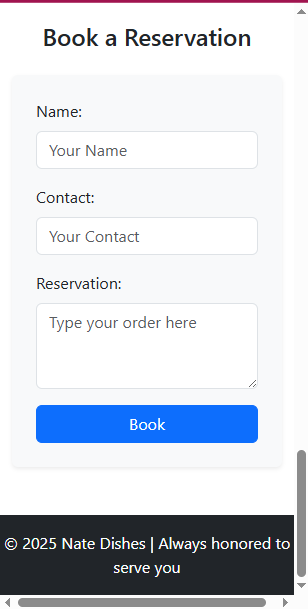 Book a Reservation
Name:
Your Name
Contact:
Your Contact
Reservation:
Type your order here
Book
© 2025 Nate Dishes | Always honored to
serve you